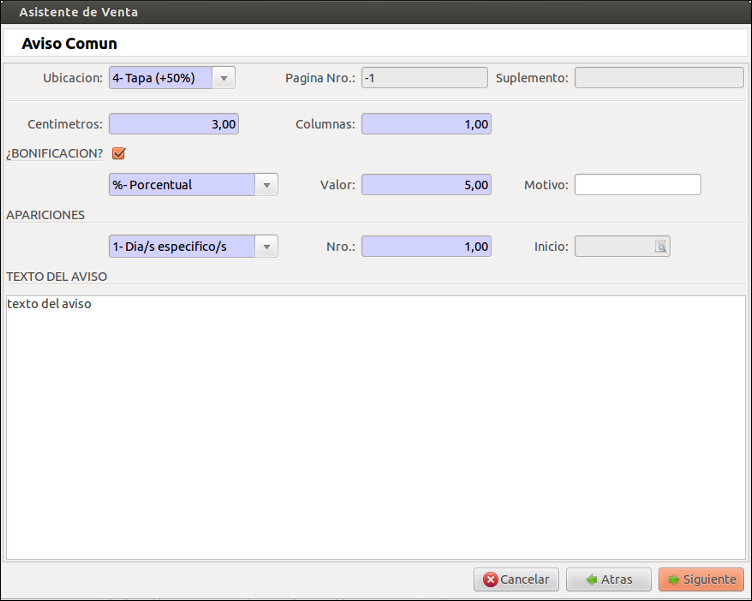 Asistente de Venta
Aviso Comun
Ubicacion: 4- Tapa (+50%) Pagina Nro.: -1 Suplemento:
Centimetros: 3,00 Columnas: 1,00
¿BONIFICACION?
%- Porcentual Valor: 5,00 Motivo:
APARICIONES
1- Dia/s especifico/s Nro.: 1,00 Inicio:
TEXTO DEL AVISO
texto del aviso
Cancelar Atras Siguiente